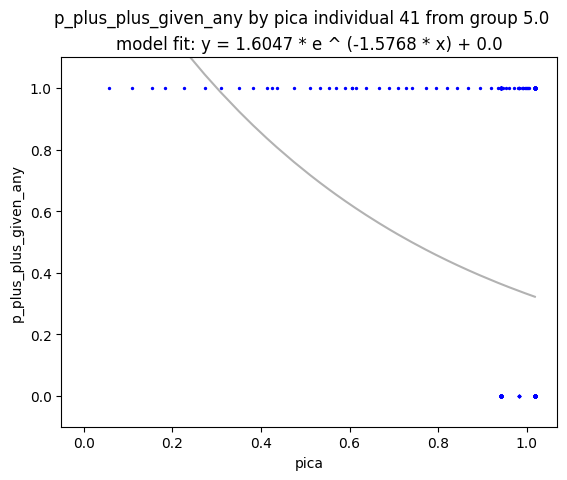 p_plus_plus_given_any by pica individual 41 from group 5.0
model fit: y = 1.6047 * e ^ (-1.5768 * x) + 0.0
1.0
0.8
0.6
0.4
0.2
0.0
p_plus_plus_given_any
0.0 0.2 0.4 0.6 0.8 1.0
pica